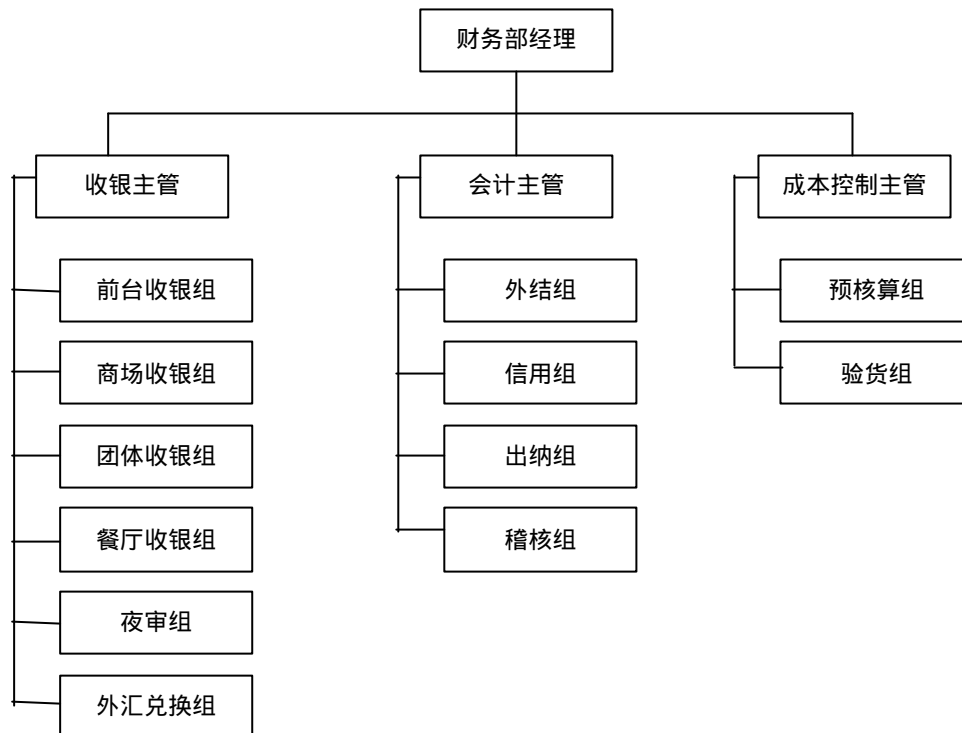 财务部经理
收银主管
会计主管
成本控制主管
前台收银组
外结组
预核算组
商场收银组
信用组
验货组
团体收银组
出纳组
餐厅收银组
稽核组
夜审组
外汇兑换组